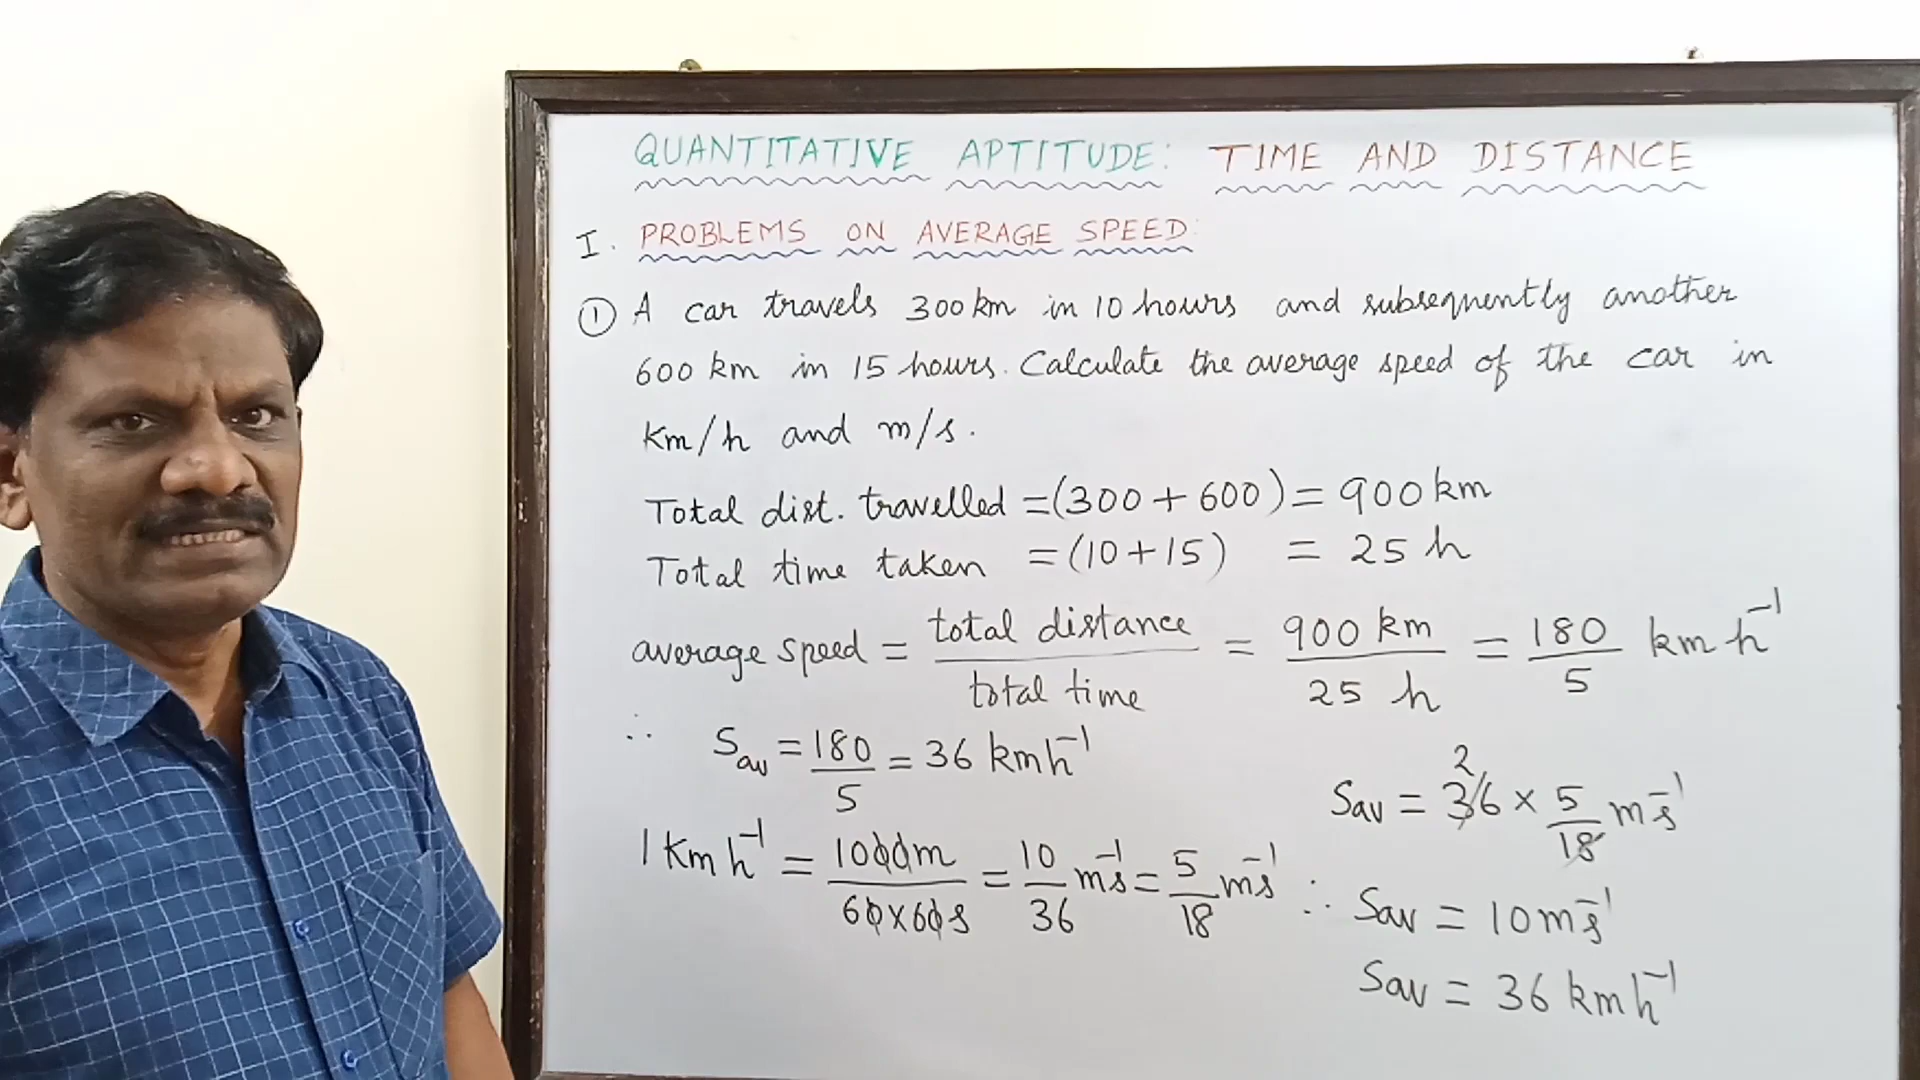 QUANTITATIVE APTITUDE: TIME AND DISTANCE
I. PROBLEMS ON AVERAGE SPEED:
① A car travels 300 km in 10 hours and subsequently another
600 km in 15 hours. Calculate the average speed of the car in
km/h and m/s.
Total dist. travelled = (300 + 600) = 900 km
Total time taken = (10 + 15) = 25 h
average speed = total distance / total time = 900 km / 25 h = 180/5 km h⁻¹
∴ Sav = 180/5 = 36 km h⁻¹
2
Sav = 36 × 5/18 m s⁻¹
1 Km h⁻¹ = 1000m / 60×60s = 10/36 m s⁻¹ = 5/18 m s⁻¹
∴ Sav = 10 m s⁻¹
Sav = 36 km h⁻¹